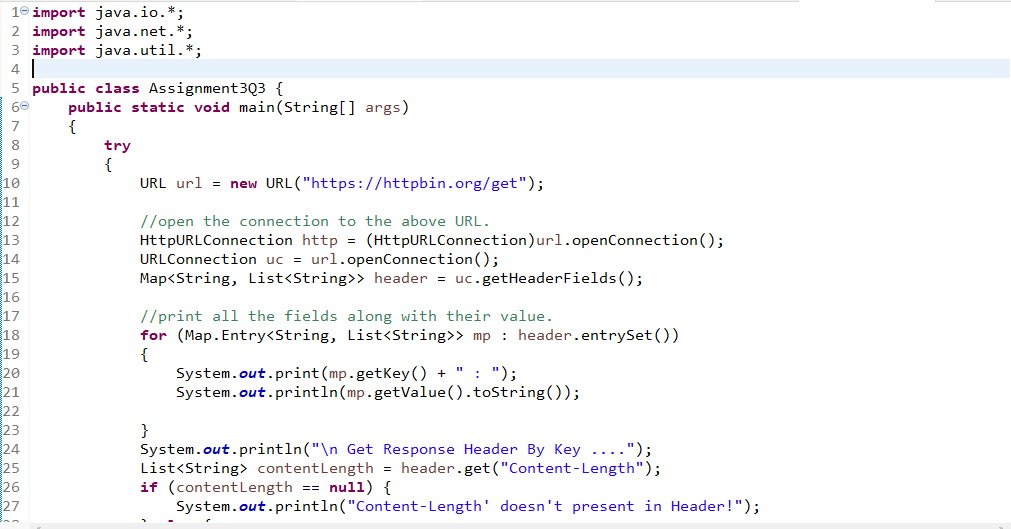 1 import java.io.*;
2 import java.net.*;
3 import java.util.*;
4
5 public class Assignment3Q3 {
6     public static void main(String[] args)
7     {
8         try
9         {
10             URL url = new URL("https://httpbin.org/get");
11
12             //open the connection to the above URL.
13             HttpURLConnection http = (HttpURLConnection)url.openConnection();
14             URLConnection uc = url.openConnection();
15             Map<String, List<String>> header = uc.getHeaderFields();
16
17             //print all the fields along with their value.
18             for (Map.Entry<String, List<String>> mp : header.entrySet())
19             {
20                 System.out.print(mp.getKey() + " : ");
21                 System.out.println(mp.getValue().toString());
22
23             }
24             System.out.println("\n Get Response Header By Key ....");
25             List<String> contentLength = header.get("Content-Length");
26             if (contentLength == null) {
27                 System.out.println("Content-Length' doesn't present in Header!");